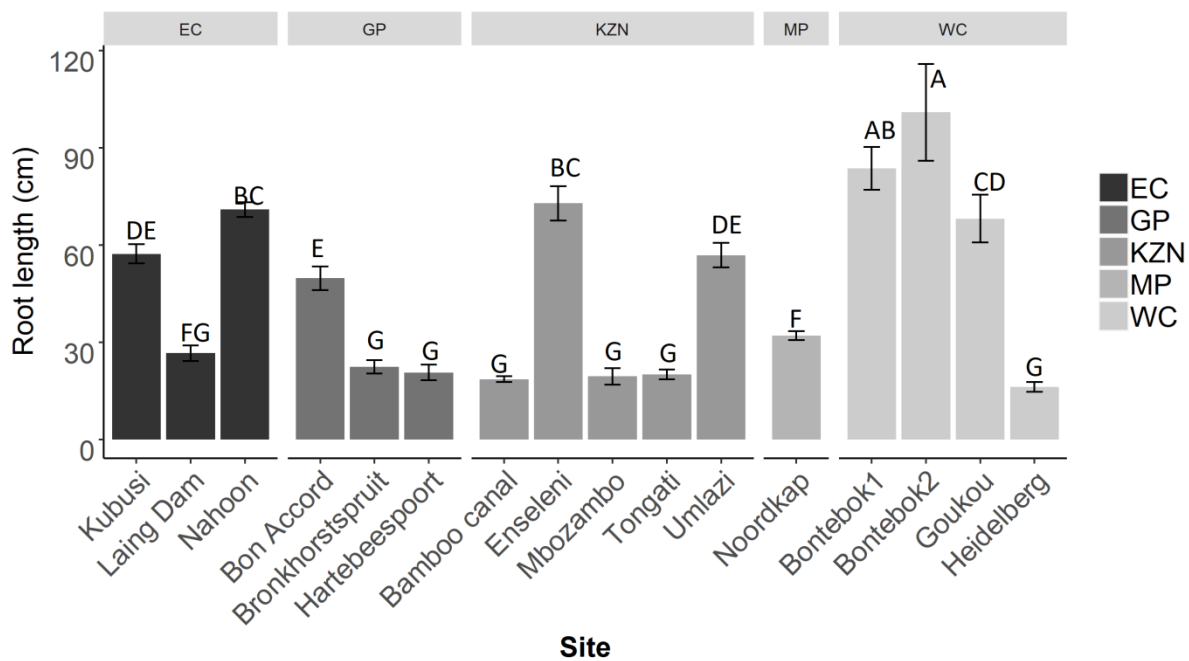 EC GP KZN MP WC
Root length (cm)
120
90
60
30
0
DE FG BC E G G G BC G G DE F AB A CD G
Kubusi
Laing Dam
Nahoon
Bon Accord
Bronkhorstspruit
Hartebeespoort
Bamboo canal
Enseleni
Mbozambo
Tongati
Umlazi
Noordkap
Bontebok1
Bontebok2
Goukou
Heidelberg
Site
EC
GP
KZN
MP
WC